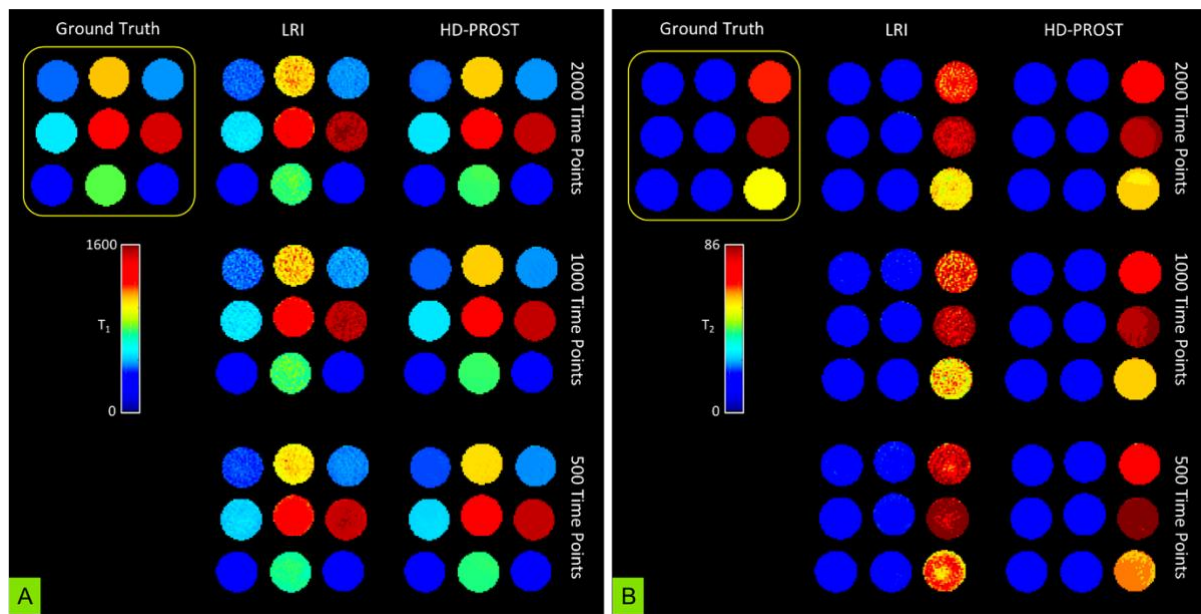 Ground Truth LRI HD-PROST
2000 Time Points
1600
T1
0
1000 Time Points
500 Time Points
A
Ground Truth LRI HD-PROST
2000 Time Points
86
T2
0
1000 Time Points
500 Time Points
B